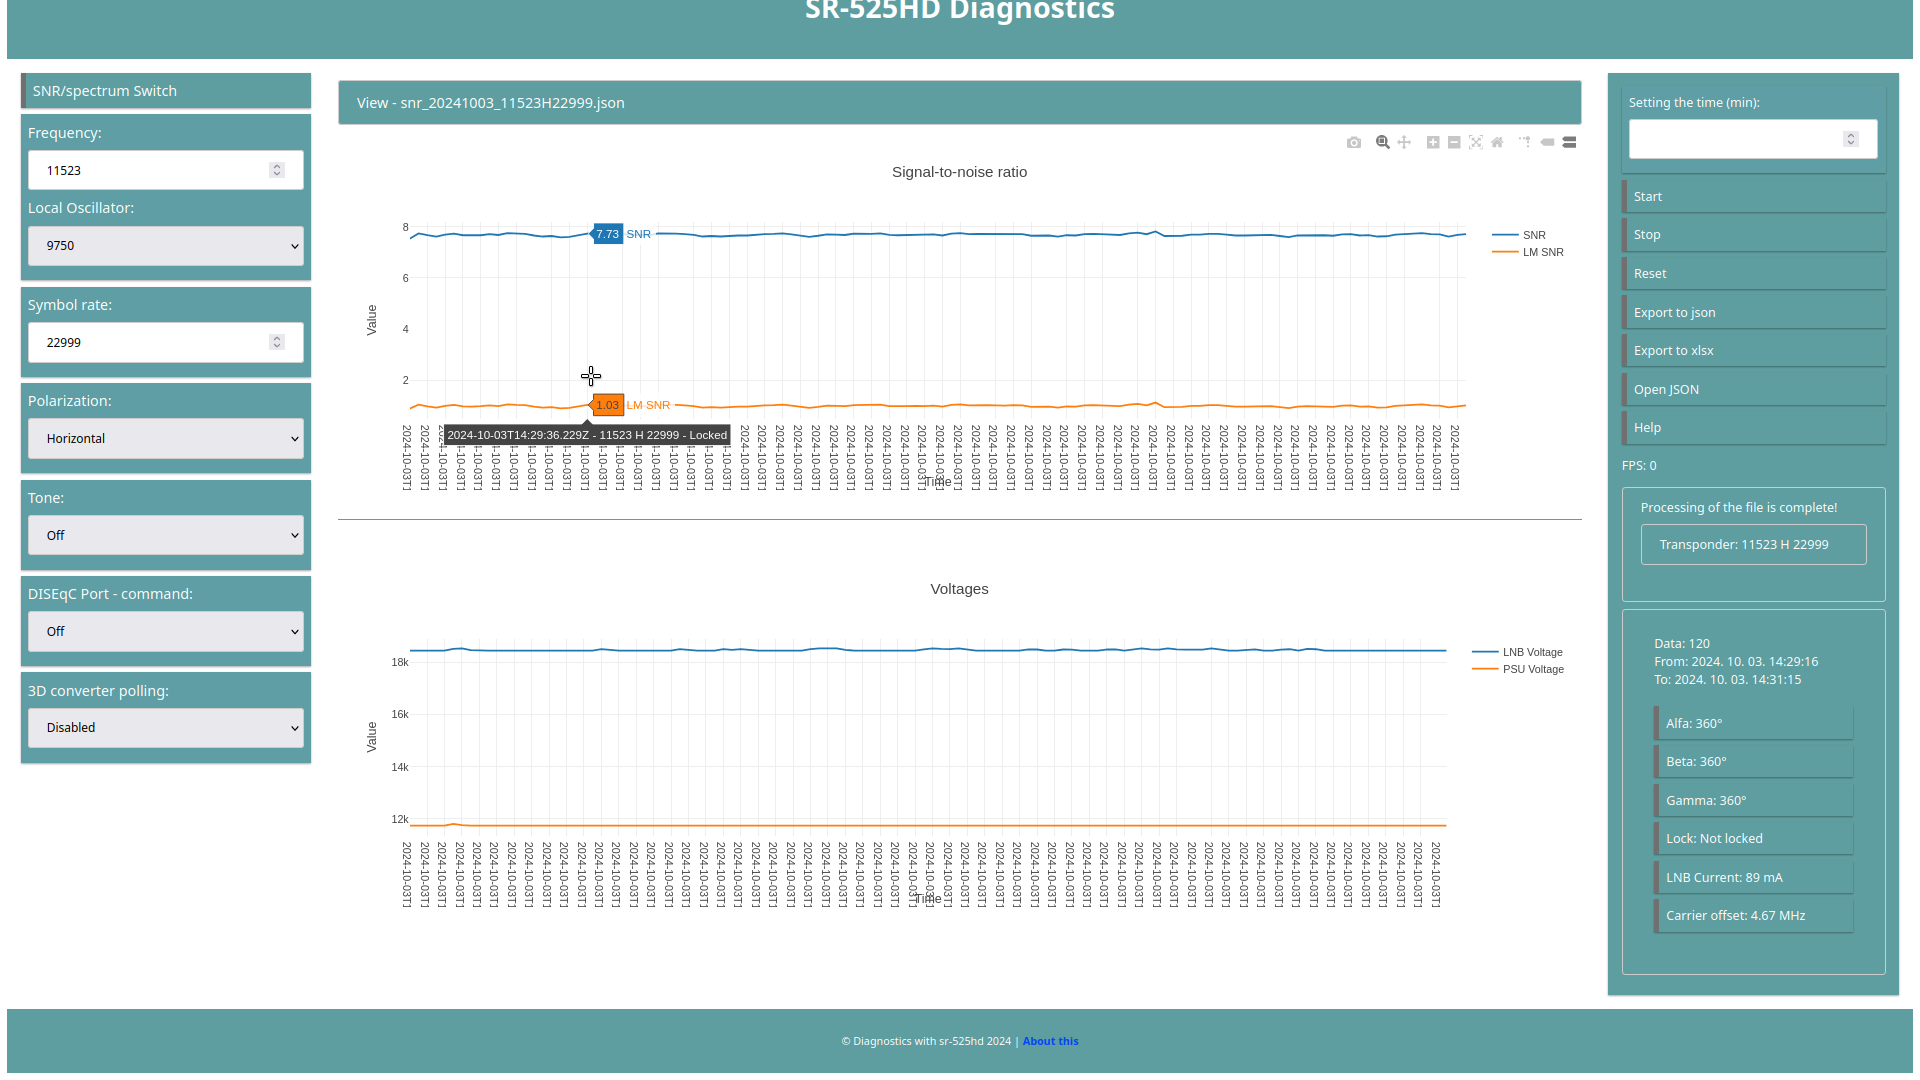 SR-525HD Diagnostics
SNR/spectrum Switch
Frequency:
11523
Local Oscillator:
9750
Symbol rate:
22999
Polarization:
Horizontal
Tone:
Off
DISEqC Port - command:
Off
3D converter polling:
Disabled
View - snr_20241003_11523H22999.json
Signal-to-noise ratio
8
6
4
2
Value
7.73 SNR
1.03 LM SNR
2024-10-03T14:29:36.229Z - 11523 H 22999 - Locked
SNR
LM SNR
2024-10-03T1
Time
Voltages
18k
16k
14k
12k
Value
LNB Voltage
PSU Voltage
2024-10-03T1
Time
Setting the time (min):
Start
Stop
Reset
Export to json
Export to xlsx
Open JSON
Help
FPS: 0
Processing of the file is complete!
Transponder: 11523 H 22999
Data: 120
From: 2024. 10. 03. 14:29:16
To: 2024. 10. 03. 14:31:15
Alfa: 360°
Beta: 360°
Gamma: 360°
Lock: Not locked
LNB Current: 89 mA
Carrier offset: 4.67 MHz
© Diagnostics with sr-525hd 2024 | About this